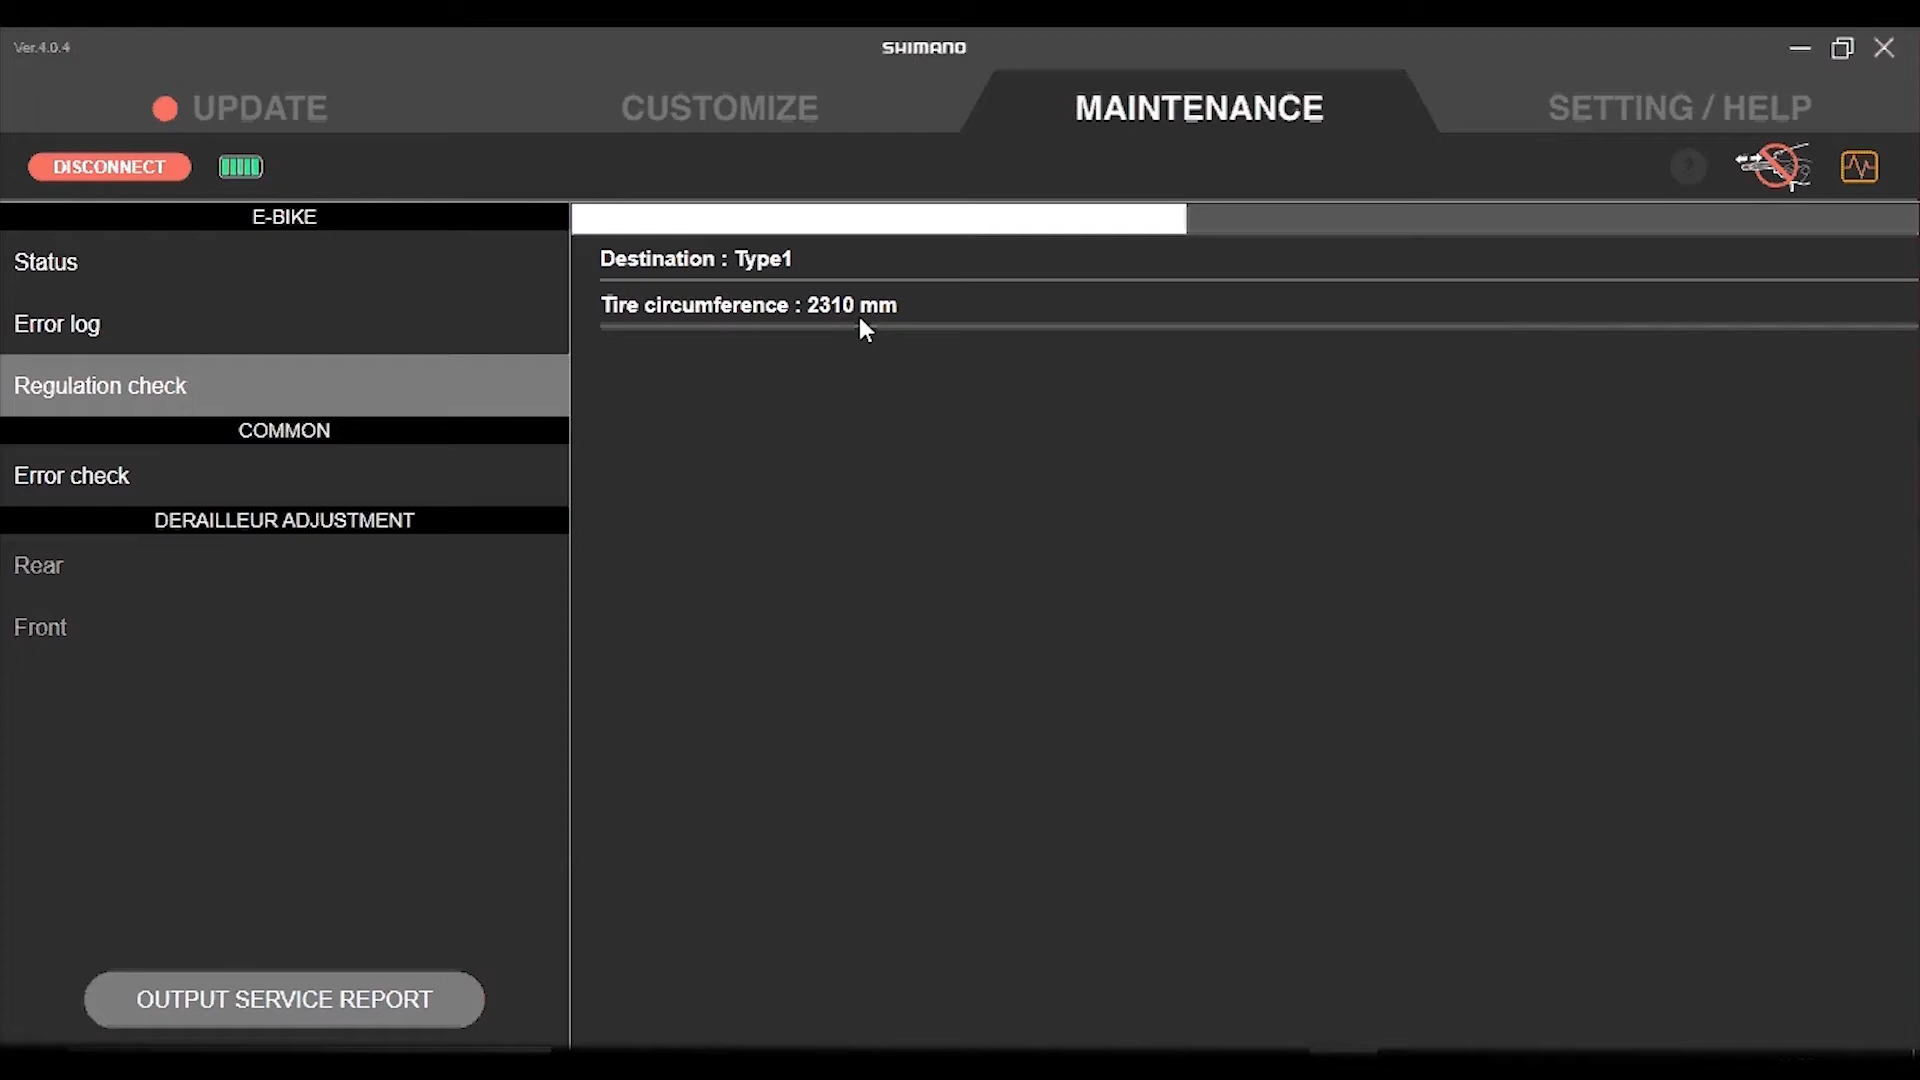 Ver.4.0.4
SHIMANO
UPDATE
CUSTOMIZE
MAINTENANCE
SETTING / HELP
DISCONNECT
?
E-BIKE
Status
Error log
Regulation check
COMMON
Error check
DERAILLEUR ADJUSTMENT
Rear
Front
OUTPUT SERVICE REPORT
Destination : Type1
Tire circumference : 2310 mm